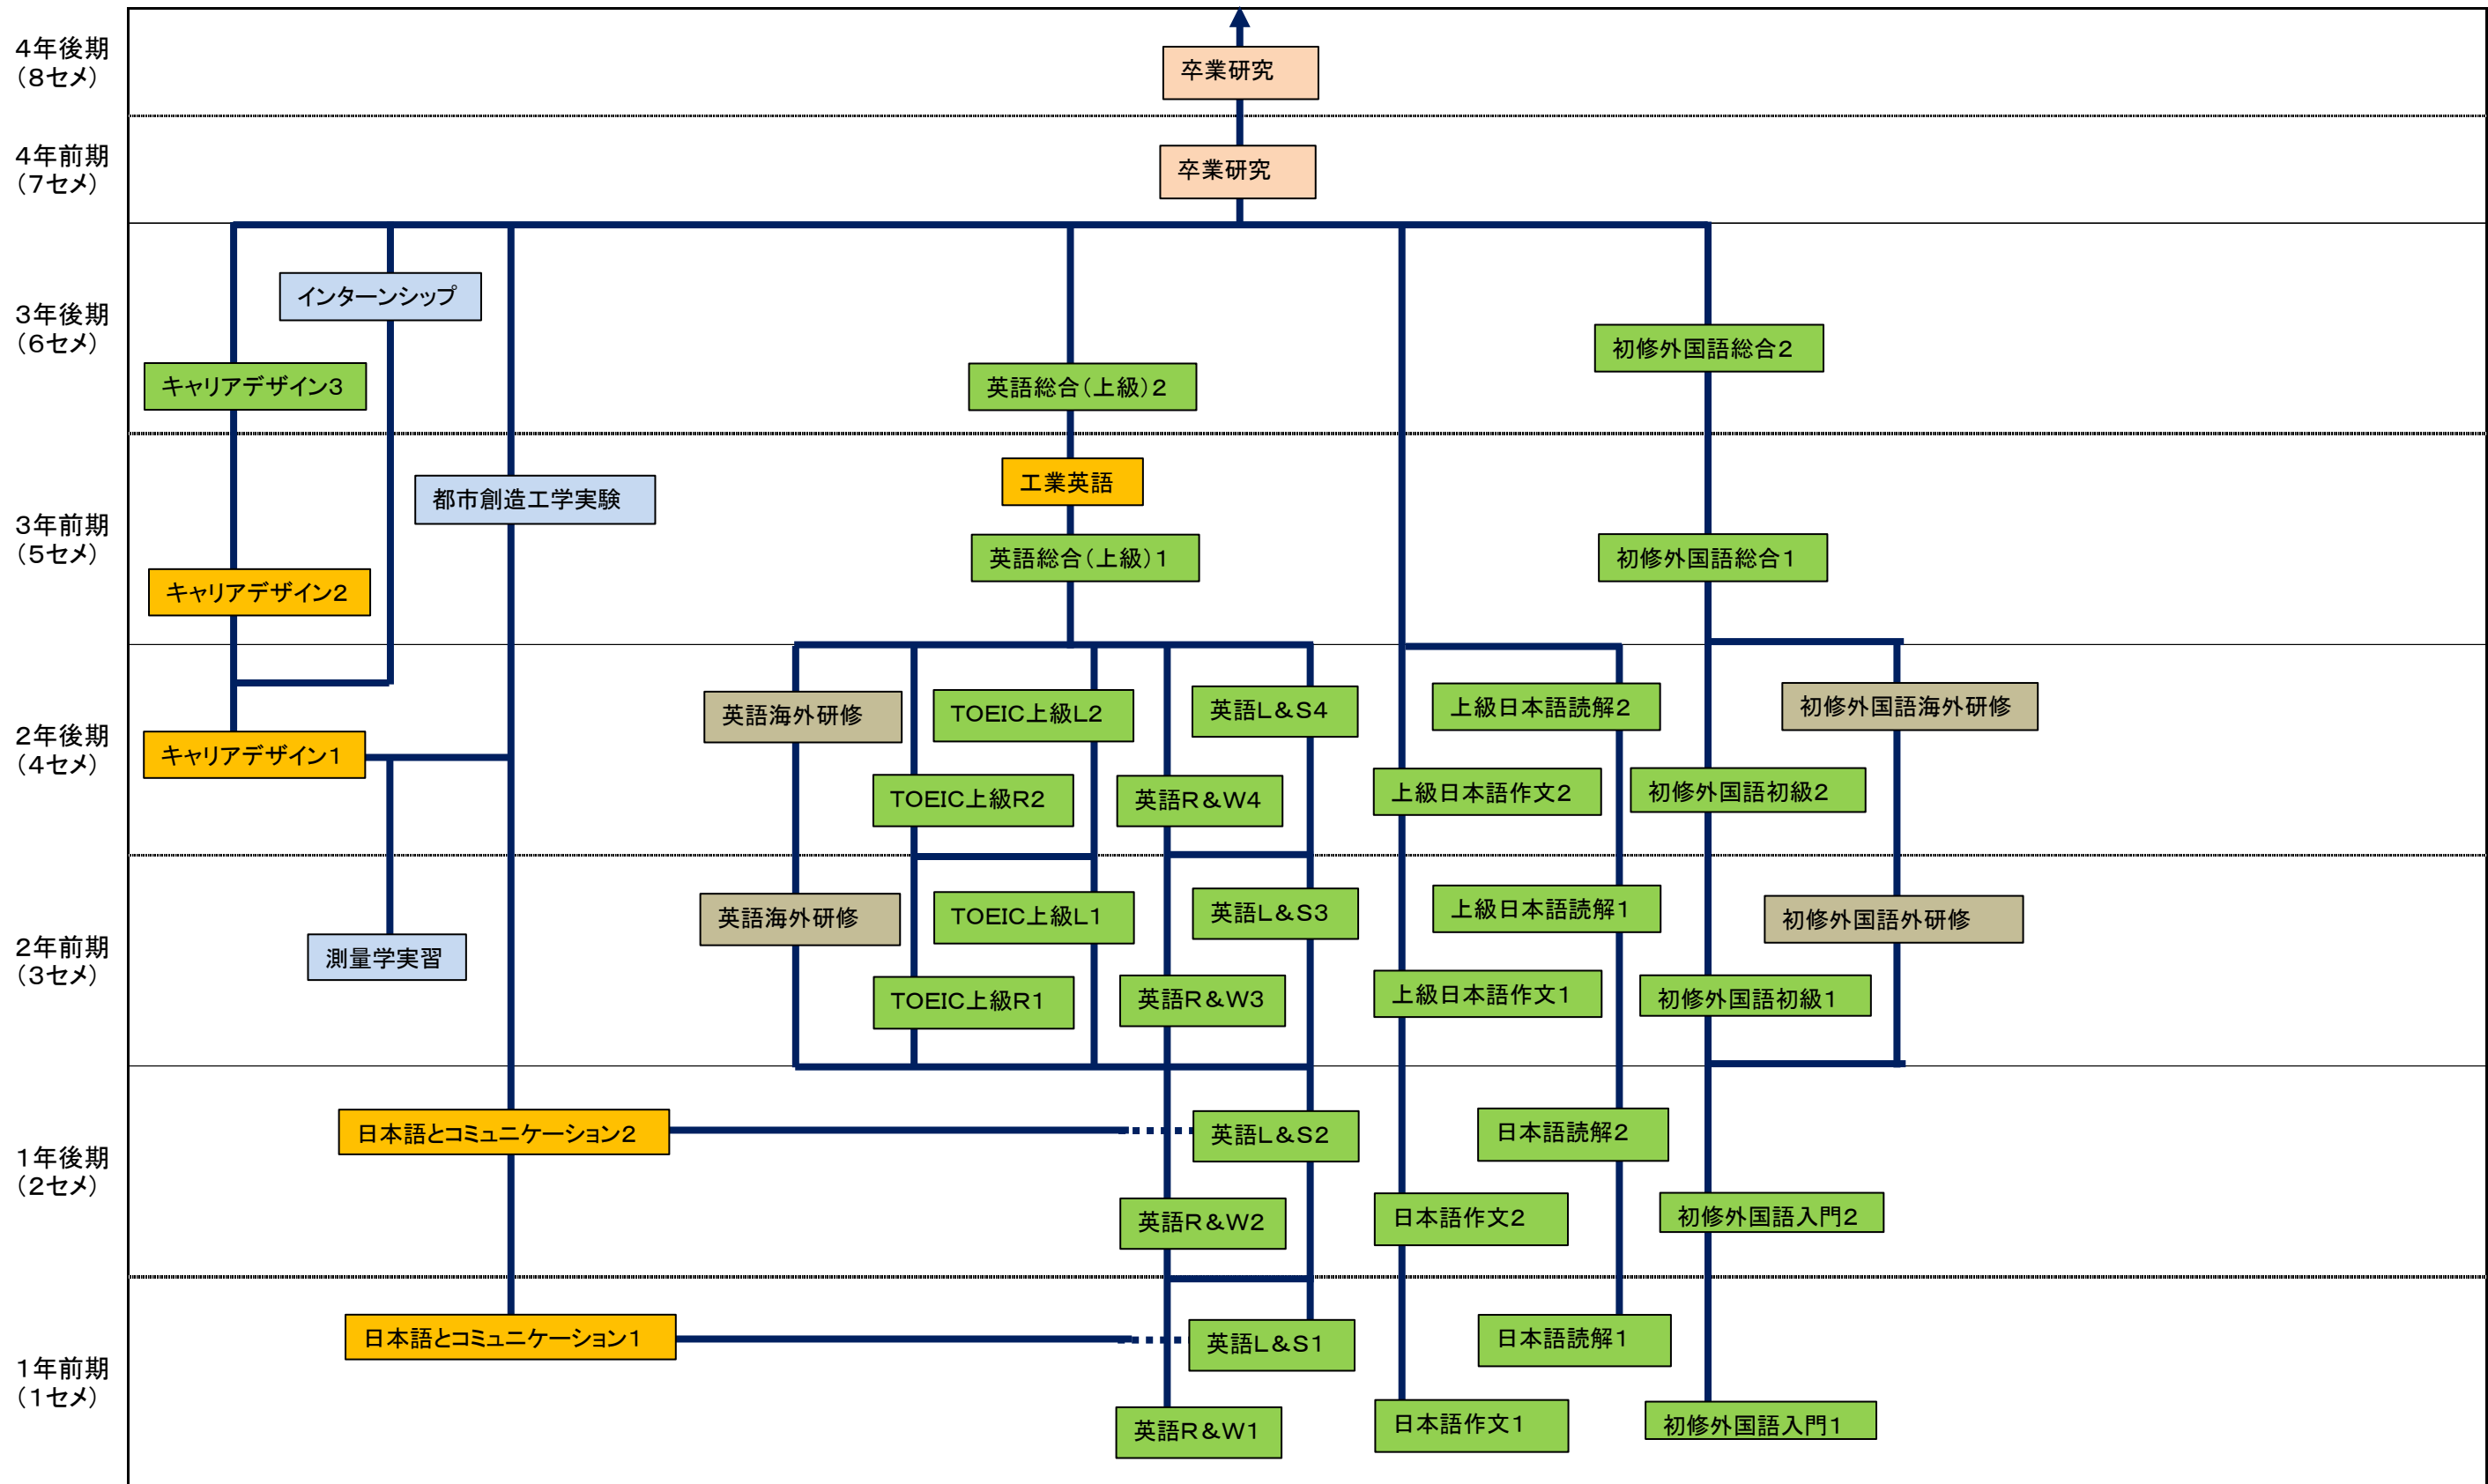 4年後期
(8セメ)
卒業研究
4年前期
(7セメ)
卒業研究
3年後期
(6セメ)
インターンシップ
初修外国語総合2
キャリアデザイン3
英語総合(上級)2
3年前期
(5セメ)
工業英語
都市創造工学実験
英語総合(上級)1
初修外国語総合1
キャリアデザイン2
2年後期
(4セメ)
英語海外研修
TOEIC上級L2
英語L&S4
上級日本語読解2
初修外国語海外研修
キャリアデザイン1
TOEIC上級R2
英語R&W4
上級日本語作文2
初修外国語初級2
2年前期
(3セメ)
英語海外研修
TOEIC上級L1
英語L&S3
上級日本語読解1
初修外国語外研修
測量学実習
TOEIC上級R1
英語R&W3
上級日本語作文1
初修外国語初級1
1年後期
(2セメ)
日本語とコミュニケーション2
英語L&S2
日本語読解2
英語R&W2
日本語作文2
初修外国語入門2
1年前期
(1セメ)
日本語とコミュニケーション1
英語L&S1
日本語読解1
英語R&W1
日本語作文1
初修外国語入門1